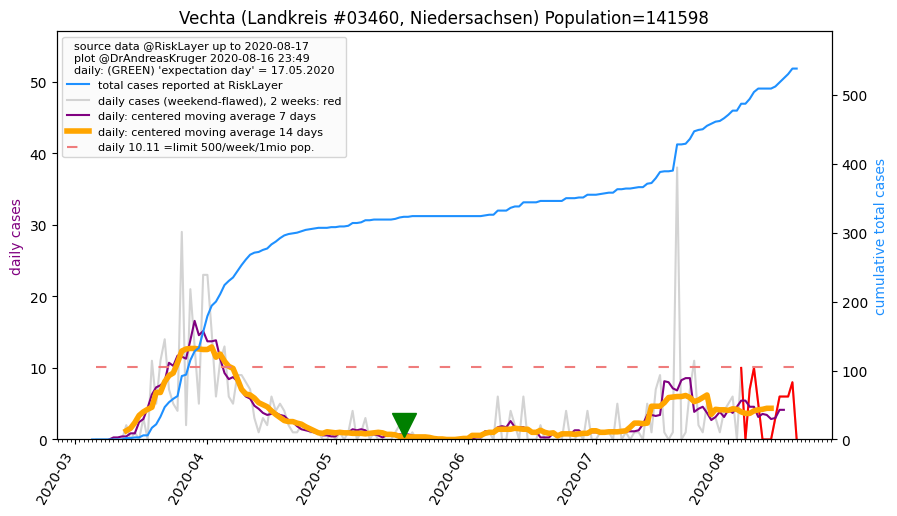 Vechta (Landkreis #03460, Niedersachsen) Population=141598
source data @RiskLayer up to 2020-08-17
plot @DrAndreasKruger 2020-08-16 23:49
daily: (GREEN) 'expectation day' = 17.05.2020
total cases reported at RiskLayer
daily cases (weekend-flawed), 2 weeks: red
daily: centered moving average 7 days
daily: centered moving average 14 days
daily 10.11 =limit 500/week/1mio pop.
daily cases
50
40
30
20
10
0
cumulative total cases
500
400
300
200
100
0
2020-03
2020-04
2020-05
2020-06
2020-07
2020-08